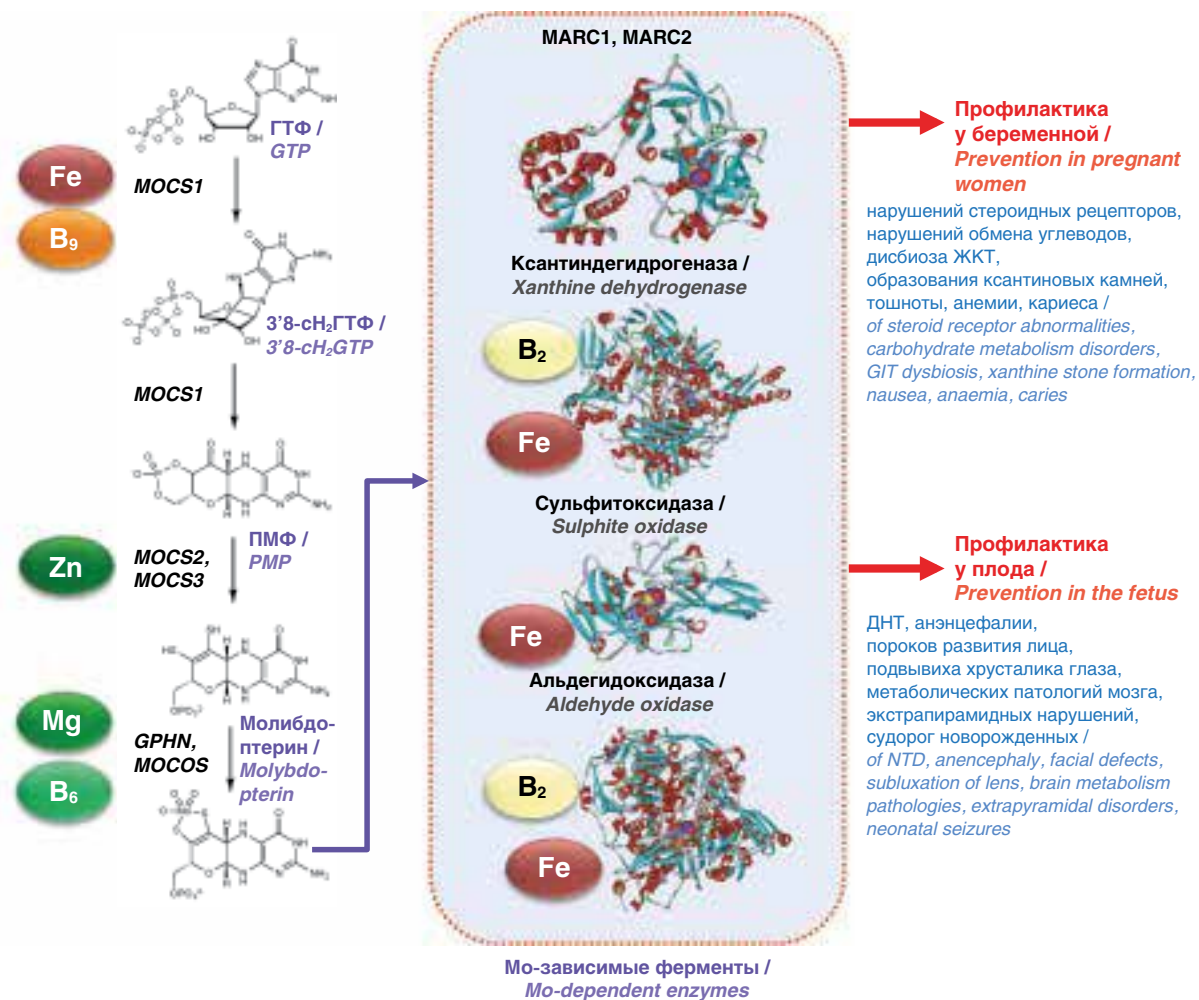 ГТФ /
GTP
Fe
MOCS1
B₉
3’8-cH₂ГТФ /
3’8-cH₂GTP
MOCS1
ПМФ /
PMP
Zn
MOCS2,
MOCS3
Mg
B₆
GPHN,
MOCOS
Молибдо-
птерин /
Molybdo-
pterin
MARC1, MARC2
Ксантиндегидрогеназа /
Xanthine dehydrogenase
B₂
Fe
Сульфитоксидаза /
Sulphite oxidase
Fe
Альдегидоксидаза /
Aldehyde oxidase
B₂
Fe
Мо-зависимые ферменты /
Mo-dependent enzymes
Профилактика
у беременной /
Prevention in pregnant
women
нарушений стероидных рецепторов,
нарушений обмена углеводов,
дисбиоза ЖКТ,
образования ксантиновых камней,
тошноты, анемии, кариеса /
of steroid receptor abnormalities,
carbohydrate metabolism disorders,
GIT dysbiosis, xanthine stone formation,
nausea, anaemia, caries
Профилактика
у плода /
Prevention in the fetus
ДНТ, анэнцефалии,
пороков развития лица,
подвывиха хрусталика глаза,
метаболических патологий мозга,
экстрапирамидных нарушений,
судорог новорожденных /
of NTD, anencephaly, facial defects,
subluxation of lens, brain metabolism
pathologies, extrapyramidal disorders,
neonatal seizures